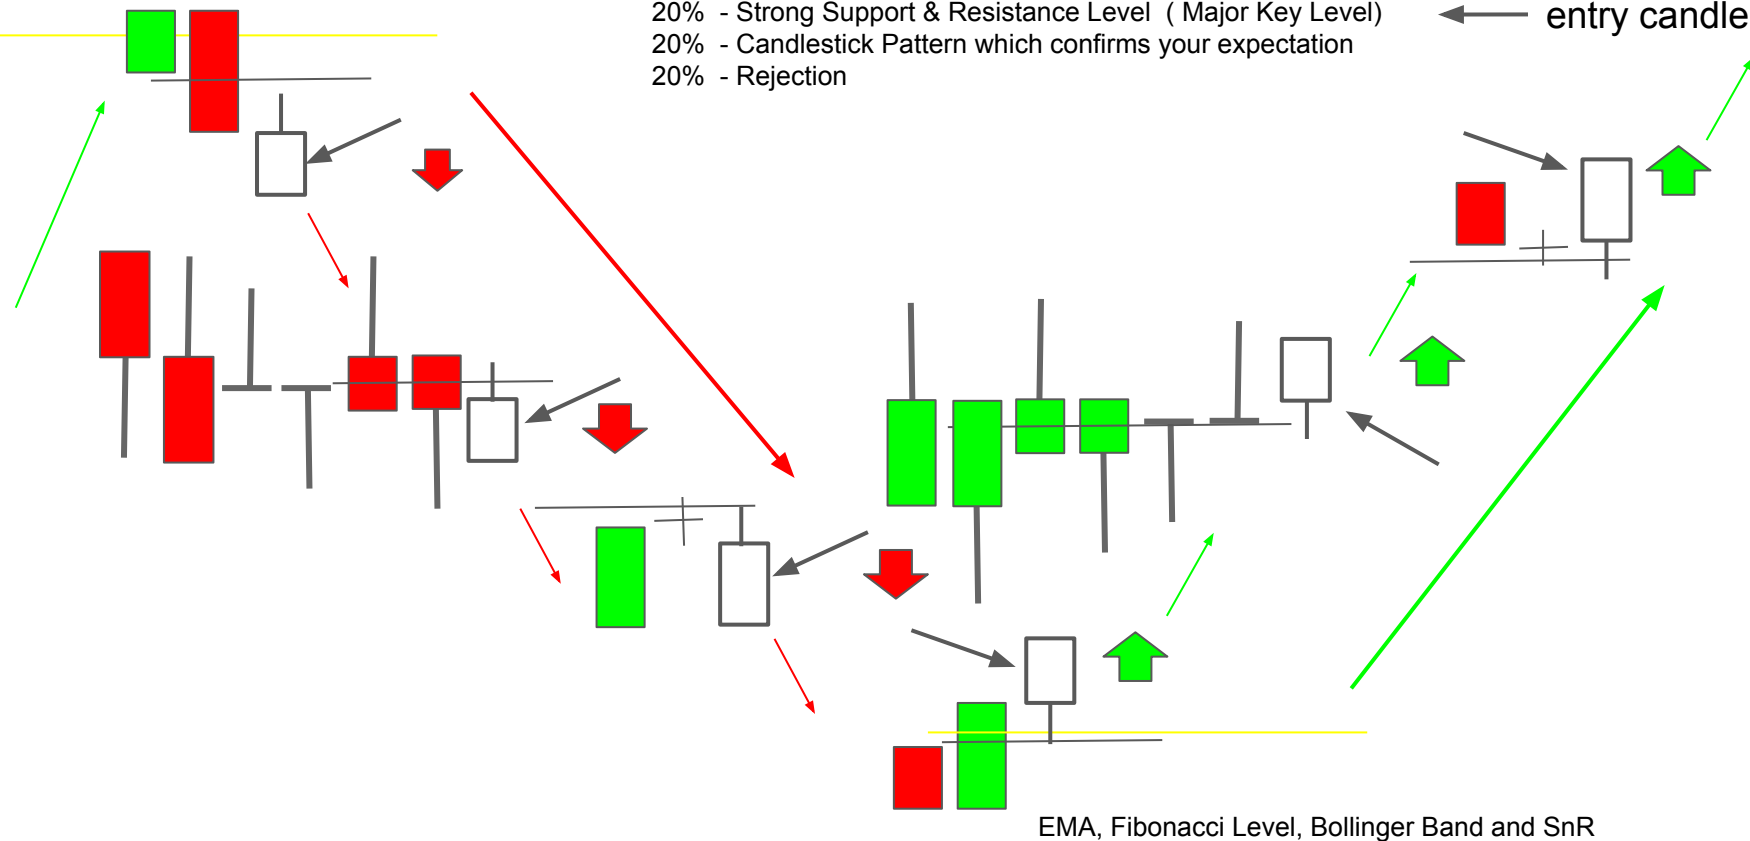 20%  - Strong Support & Resistance Level  ( Major Key Level)
entry candle
20%  - Candlestick Pattern which confirms your expectation
20%  - Rejection
EMA, Fibonacci Level, Bollinger Band and SnR